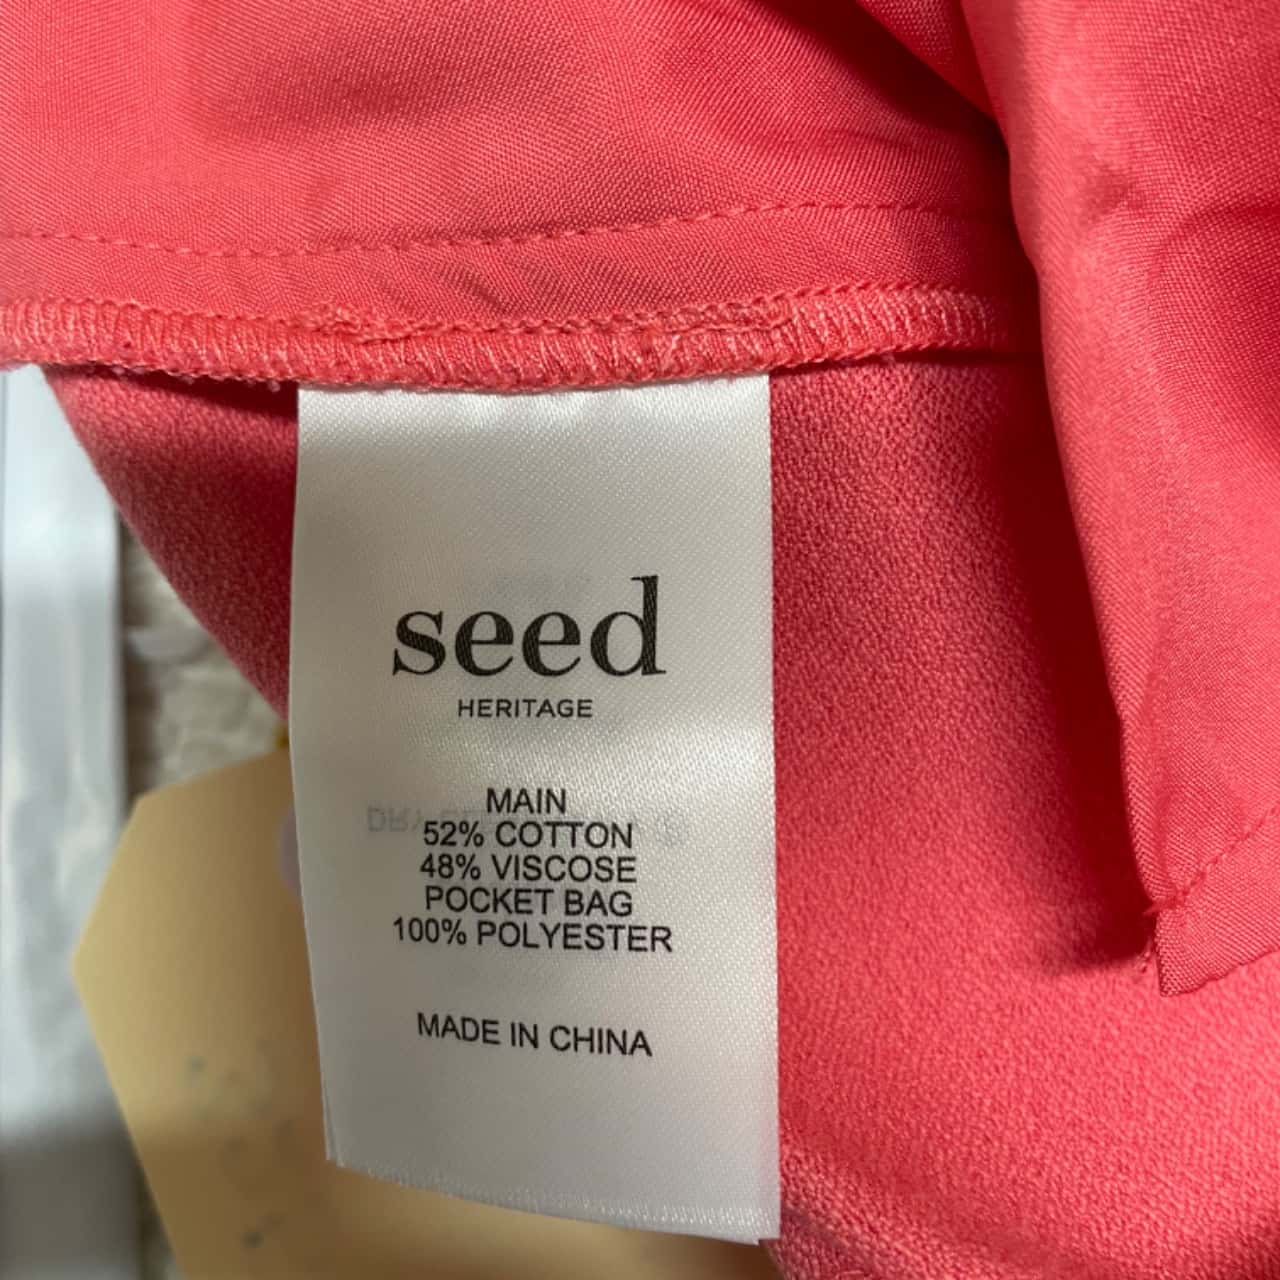 seed
HERITAGE
MAIN
52% COTTON
48% VISCOSE
POCKET BAG
100% POLYESTER
MADE IN CHINA